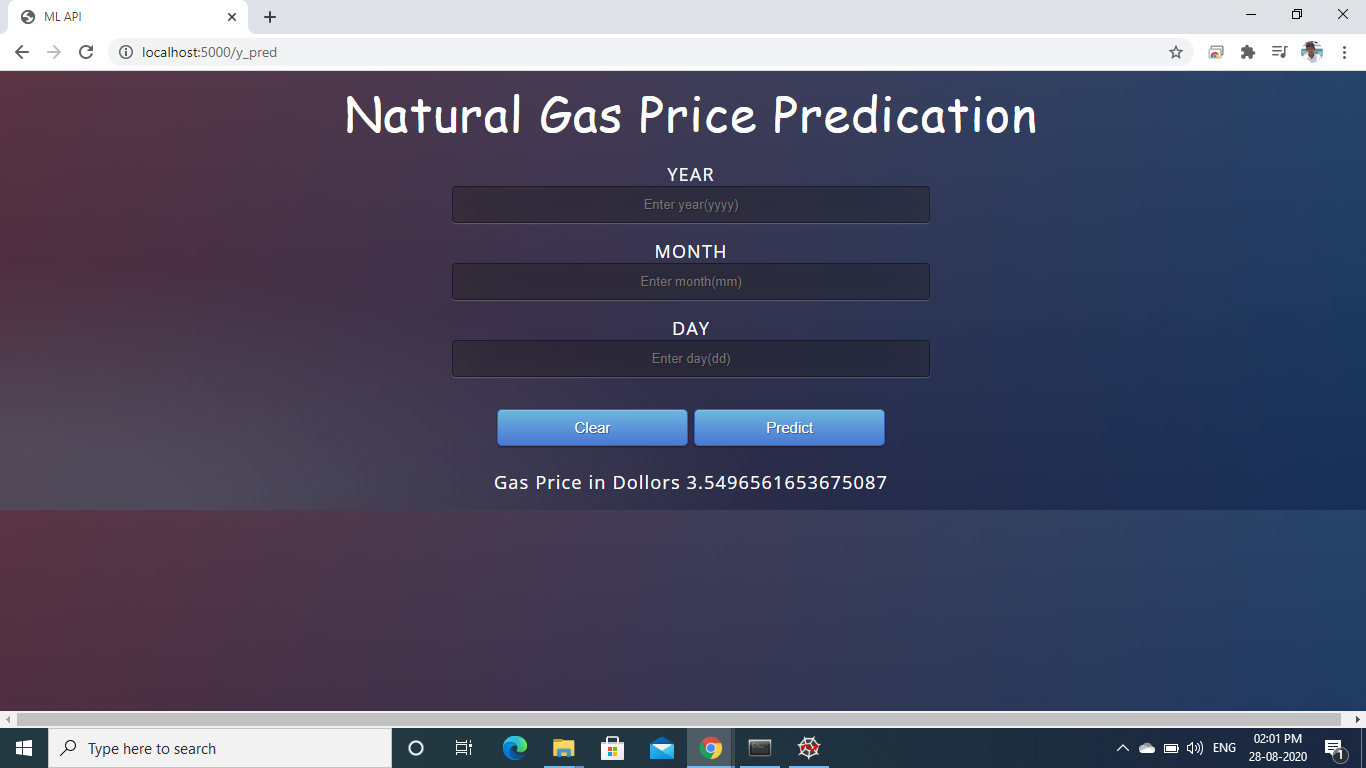 ML API
localhost:5000/y_pred
Natural Gas Price Predication
YEAR
Enter year(yyyy)
MONTH
Enter month(mm)
DAY
Enter day(dd)
Clear Predict
Gas Price in Dollors 3.5496561653675087
Type here to search
ENG
02:01 PM
28-08-2020
1